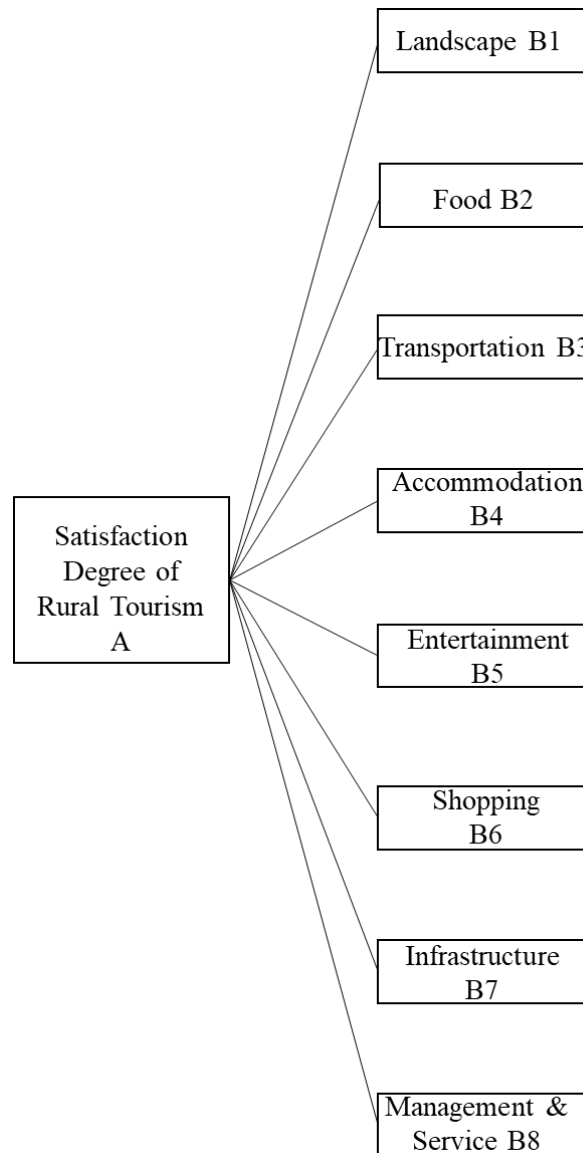 Landscape B1
Food B2
Transportation B3
Accommodation
B4
Satisfaction
Degree of
Rural Tourism
A
Entertainment
B5
Shopping
B6
Infrastructure
B7
Management &
Service B8